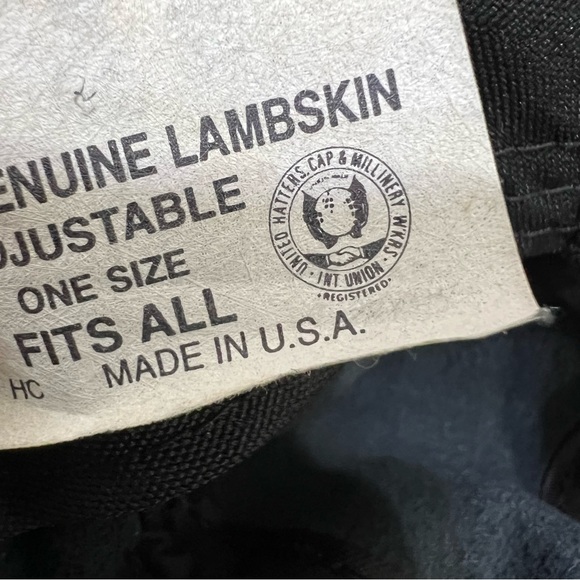 ENUINE LAMBSKIN
DJUSTABLE
ONE SIZE
FITS ALL
HC MADE IN U.S.A.
UNITED HATTERS, CAP & MILLINERY WKRS.
INT. UNION
REGISTERED